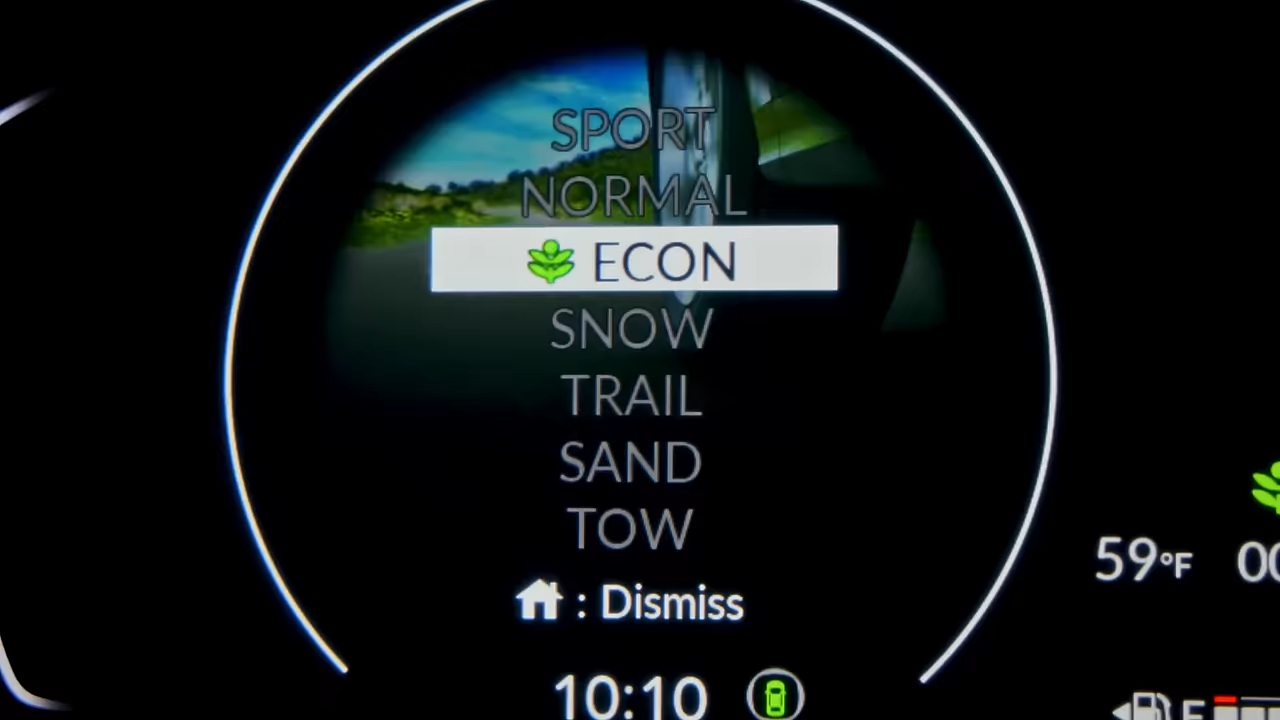 SPORT
NORMAL
ECON
SNOW
TRAIL
SAND
TOW
: Dismiss
59°F
10:10